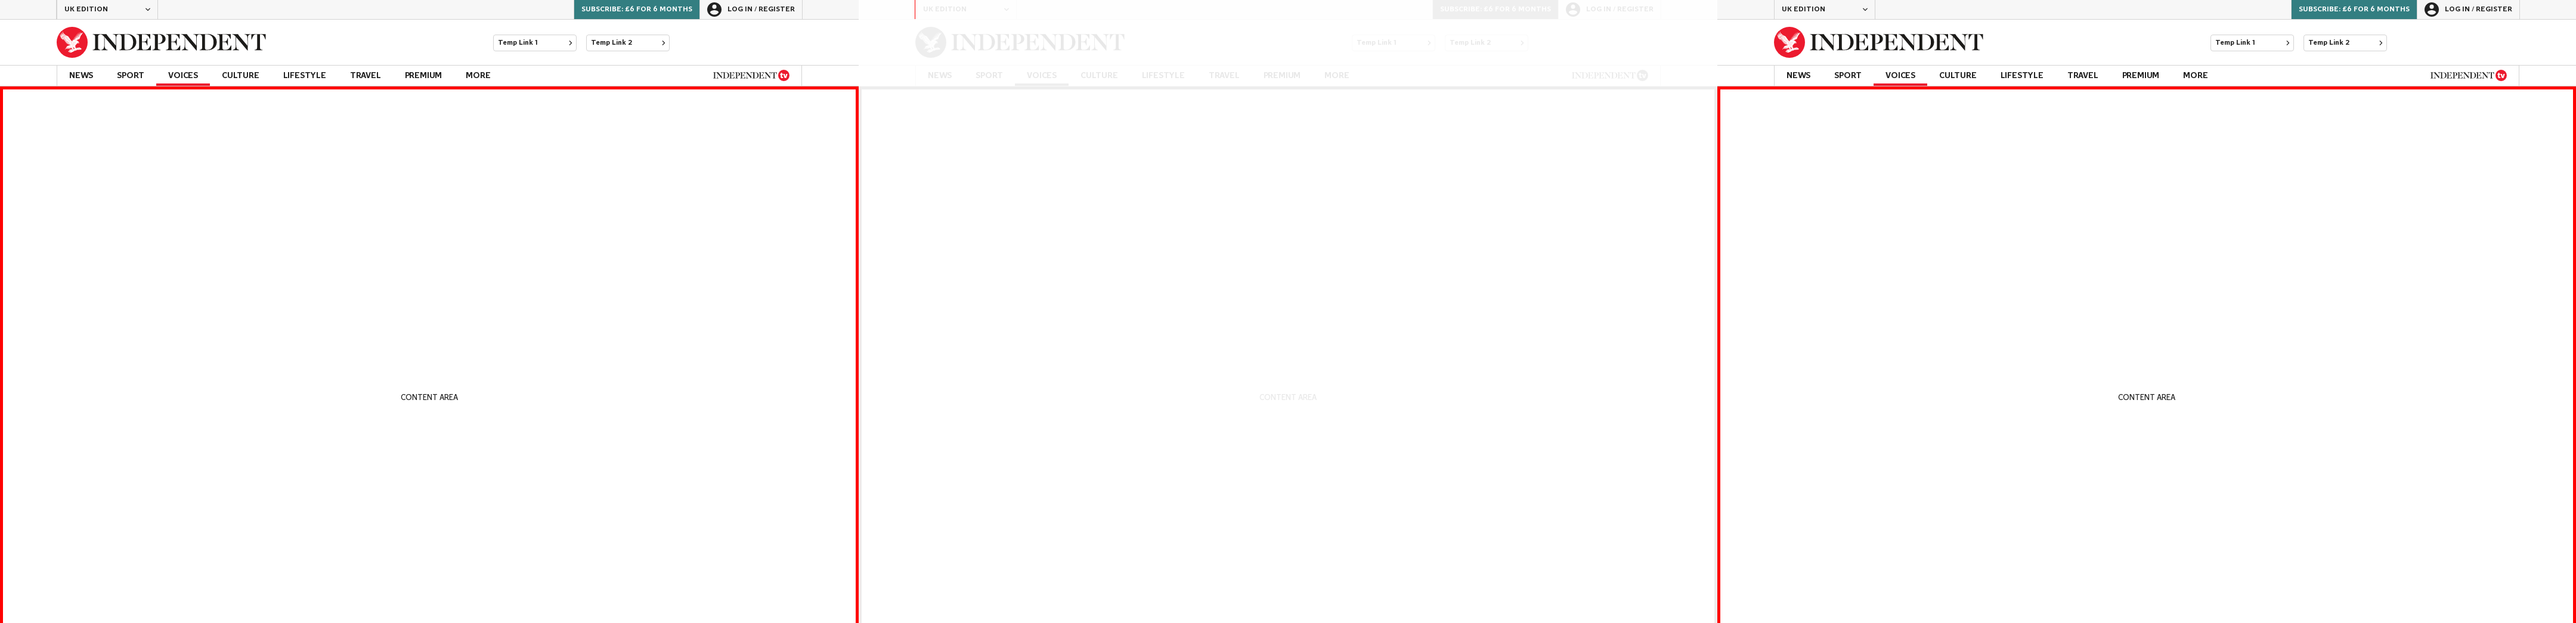 UK EDITION
SUBSCRIBE: £6 FOR 6 MONTHS
LOG IN / REGISTER
INDEPENDENT
Temp Link 1
Temp Link 2
NEWS SPORT VOICES CULTURE LIFESTYLE TRAVEL PREMIUM MORE
INDEPENDENT tv
CONTENT AREA
UK EDITION
SUBSCRIBE: £6 FOR 6 MONTHS
LOG IN / REGISTER
INDEPENDENT
Temp Link 1
Temp Link 2
NEWS SPORT VOICES CULTURE LIFESTYLE TRAVEL PREMIUM MORE
INDEPENDENT tv
CONTENT AREA
UK EDITION
SUBSCRIBE: £6 FOR 6 MONTHS
LOG IN / REGISTER
INDEPENDENT
Temp Link 1
Temp Link 2
NEWS SPORT VOICES CULTURE LIFESTYLE TRAVEL PREMIUM MORE
INDEPENDENT tv
CONTENT AREA